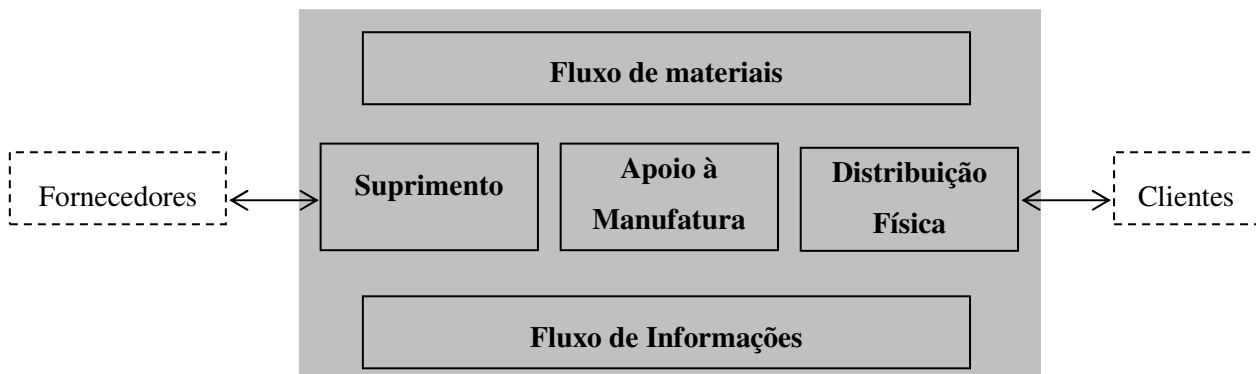 Fluxo de materiais
Fornecedores
Suprimento
Apoio à
Manufatura
Distribuição
Física
Clientes
Fluxo de Informações